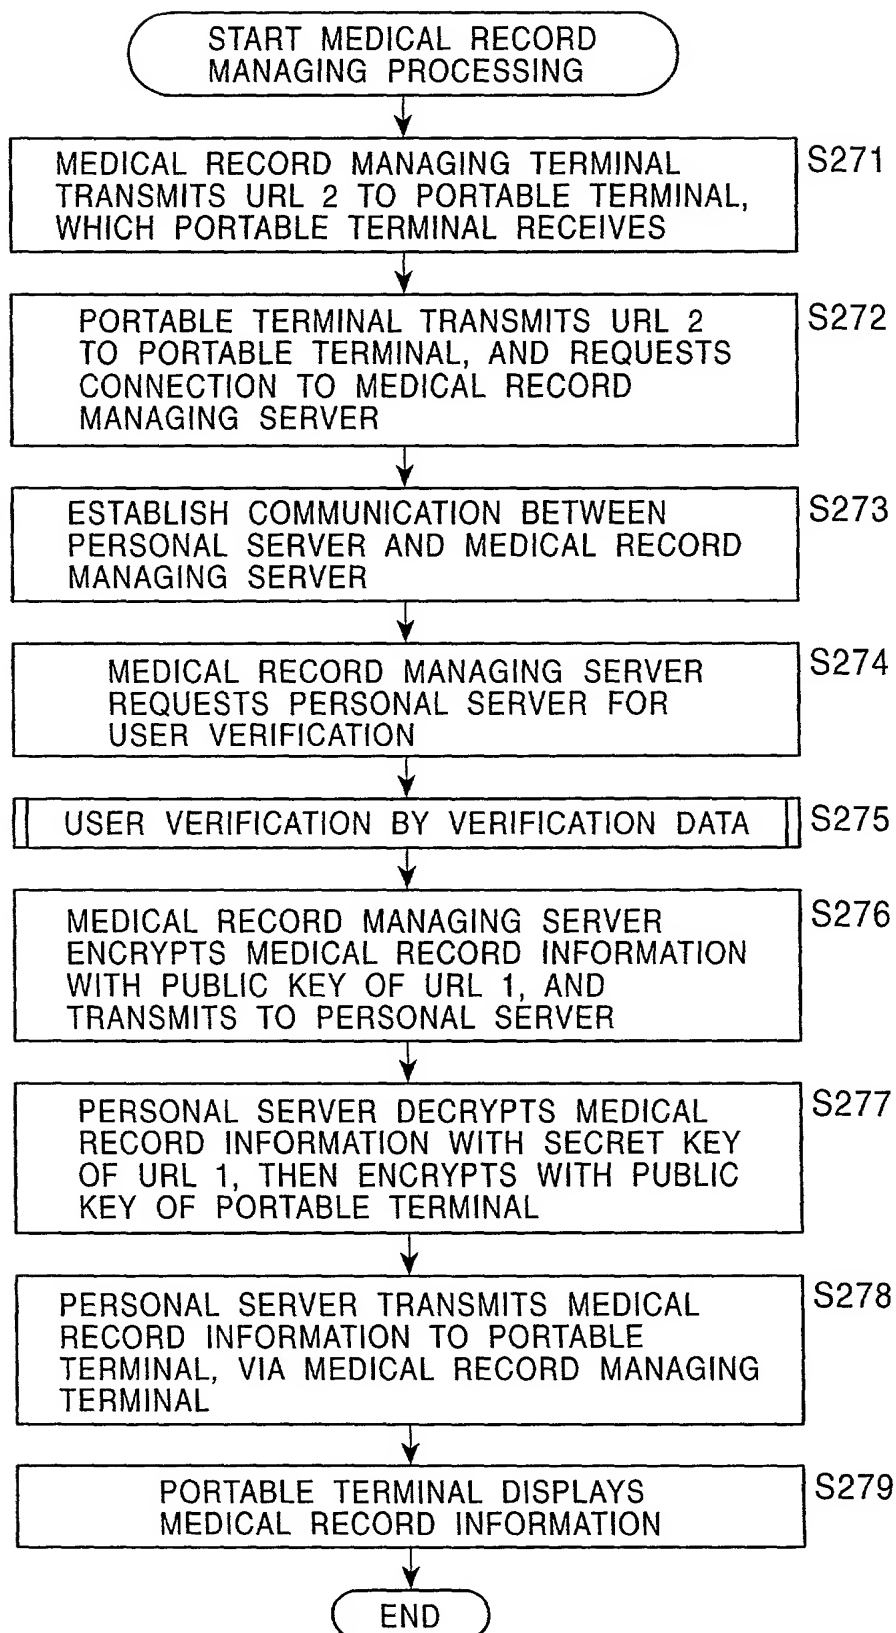 START MEDICAL RECORD
MANAGING PROCESSING
MEDICAL RECORD MANAGING TERMINAL
TRANSMITS URL 2 TO PORTABLE TERMINAL,
WHICH PORTABLE TERMINAL RECEIVES
S271
PORTABLE TERMINAL TRANSMITS URL 2
TO PORTABLE TERMINAL, AND REQUESTS
CONNECTION TO MEDICAL RECORD
MANAGING SERVER
S272
ESTABLISH COMMUNICATION BETWEEN
PERSONAL SERVER AND MEDICAL RECORD
MANAGING SERVER
S273
MEDICAL RECORD MANAGING SERVER
REQUESTS PERSONAL SERVER FOR
USER VERIFICATION
S274
USER VERIFICATION BY VERIFICATION DATA
S275
MEDICAL RECORD MANAGING SERVER
ENCRYPTS MEDICAL RECORD INFORMATION
WITH PUBLIC KEY OF URL 1, AND
TRANSMITS TO PERSONAL SERVER
S276
PERSONAL SERVER DECRYPTS MEDICAL
RECORD INFORMATION WITH SECRET KEY
OF URL 1, THEN ENCRYPTS WITH PUBLIC
KEY OF PORTABLE TERMINAL
S277
PERSONAL SERVER TRANSMITS MEDICAL
RECORD INFORMATION TO PORTABLE
TERMINAL, VIA MEDICAL RECORD MANAGING
TERMINAL
S278
PORTABLE TERMINAL DISPLAYS
MEDICAL RECORD INFORMATION
S279
END